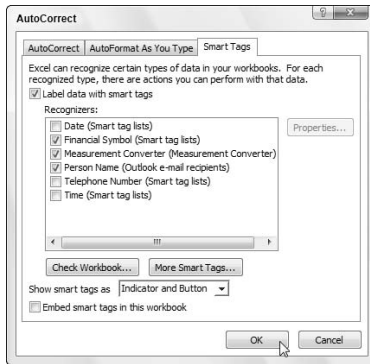 AutoCorrect
AutoCorrect AutoFormat As You Type Smart Tags
Excel can recognize certain types of data in your workbooks. For each
recognized type, there are actions you can perform with that data.
Label data with smart tags
Recognizers:
Date (Smart tag lists)
Financial Symbol (Smart tag lists)
Measurement Converter (Measurement Converter)
Person Name (Outlook e-mail recipients)
Telephone Number (Smart tag lists)
Time (Smart tag lists)
Properties...
Check Workbook... More Smart Tags...
Show smart tags as Indicator and Button
Embed smart tags in this workbook
OK Cancel